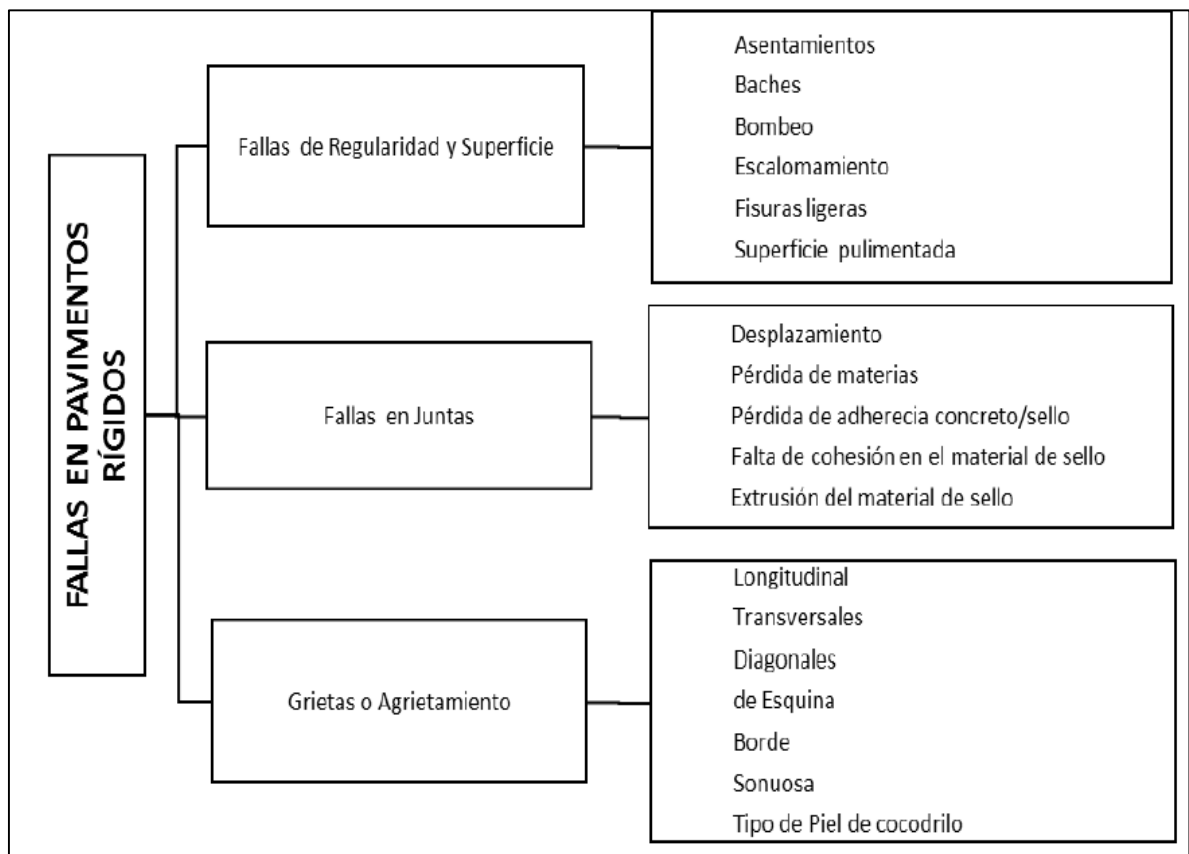 FALLAS EN PAVIMENTOS
RÍGIDOS
Fallas de Regularidad y Superficie
Asentamientos
Baches
Bombeo
Escalomamiento
Fisuras ligeras
Superficie pulimentada
Fallas en Juntas
Desplazamiento
Pérdida de materias
Pérdida de adherecia concreto/sello
Falta de cohesión en el material de sello
Extrusión del material de sello
Grietas o Agrietamiento
Longitudinal
Transversales
Diagonales
de Esquina
Borde
Sonuosa
Tipo de Piel de cocodrilo